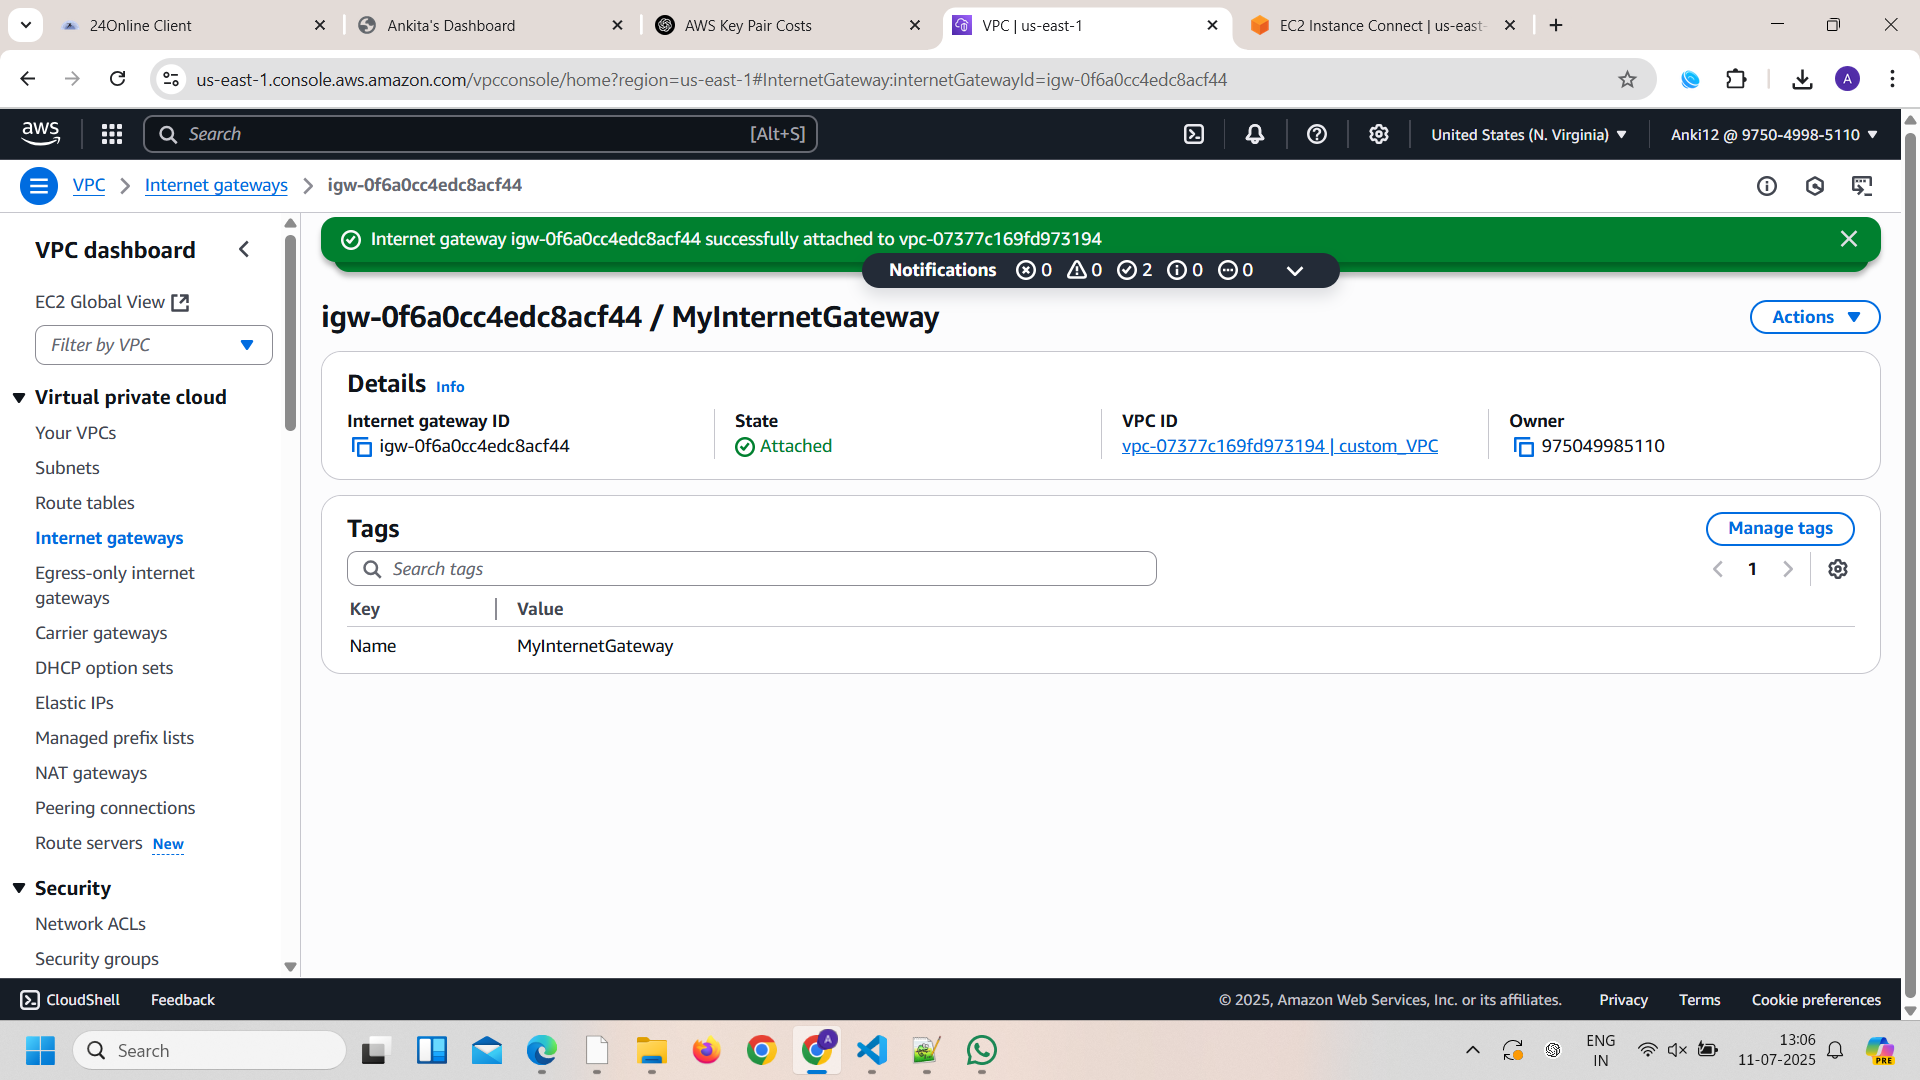 24Online Client
Ankita's Dashboard
AWS Key Pair Costs
VPC | us-east-1
EC2 Instance Connect | us-east-
us-east-1.console.aws.amazon.com/vpcconsole/home?region=us-east-1#InternetGateway:internetGatewayId=igw-0f6a0cc4edc8acf44
A
aws
Search
[Alt+S]
United States (N. Virginia)
Anki12 @ 9750-4998-5110
VPC
Internet gateways
igw-0f6a0cc4edc8acf44
VPC dashboard
EC2 Global View
Filter by VPC
Virtual private cloud
Your VPCs
Subnets
Route tables
Internet gateways
Egress-only internet
gateways
Carrier gateways
DHCP option sets
Elastic IPs
Managed prefix lists
NAT gateways
Peering connections
Route servers New
Security
Network ACLs
Security groups
Internet gateway igw-0f6a0cc4edc8acf44 successfully attached to vpc-07377c169fd973194
Notifications 0 0 2 0 0
igw-0f6a0cc4edc8acf44 / MyInternetGateway
Actions
Details Info
Internet gateway ID
igw-0f6a0cc4edc8acf44
State
Attached
VPC ID
vpc-07377c169fd973194 | custom_VPC
Owner
975049985110
Tags
Manage tags
Search tags
1
Key
Value
Name
MyInternetGateway
CloudShell
Feedback
© 2025, Amazon Web Services, Inc. or its affiliates.
Privacy
Terms
Cookie preferences
Search
A
ENG
IN
13:06
11-07-2025
PRE